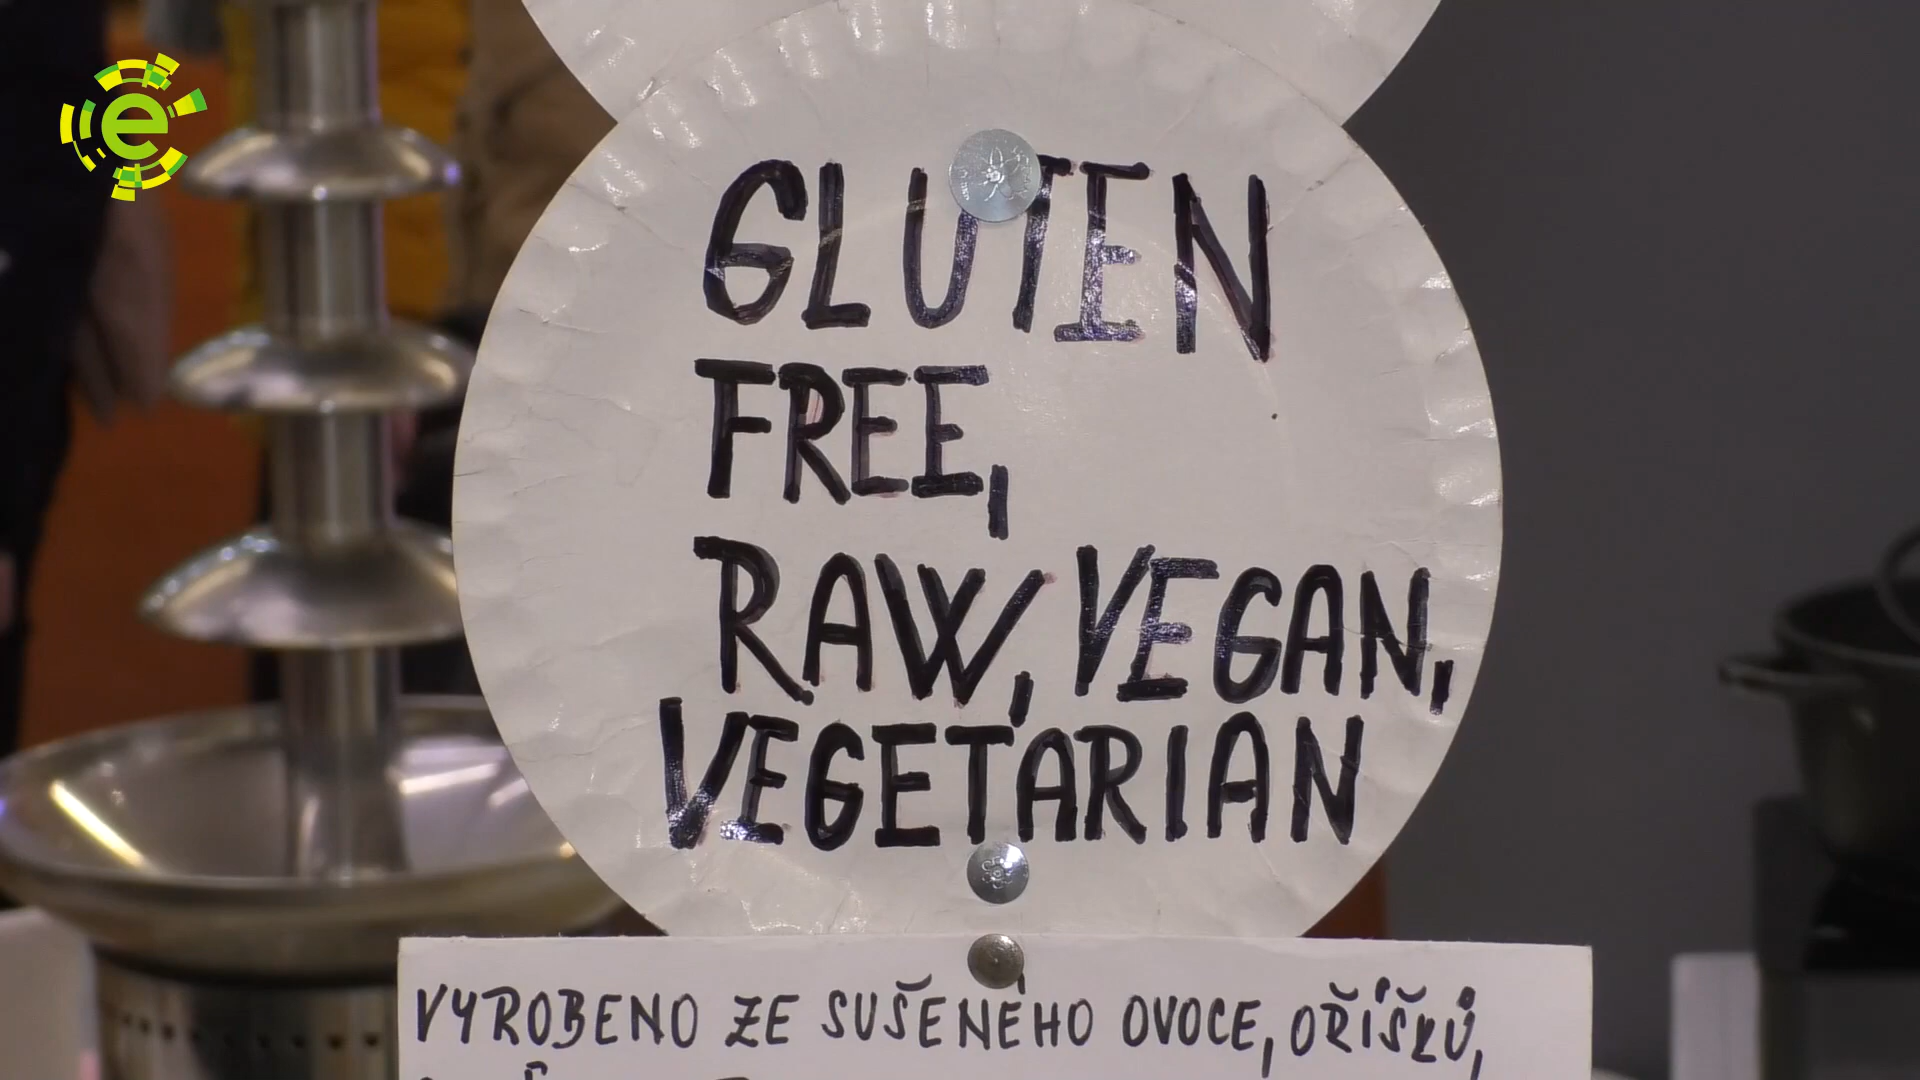 e
GLUTEN
FREE,
RAW, VEGAN,
VEGETARIAN
VYROBENO ZE SUŠENÉHO OVOCE, OŘÍŠKŮ,